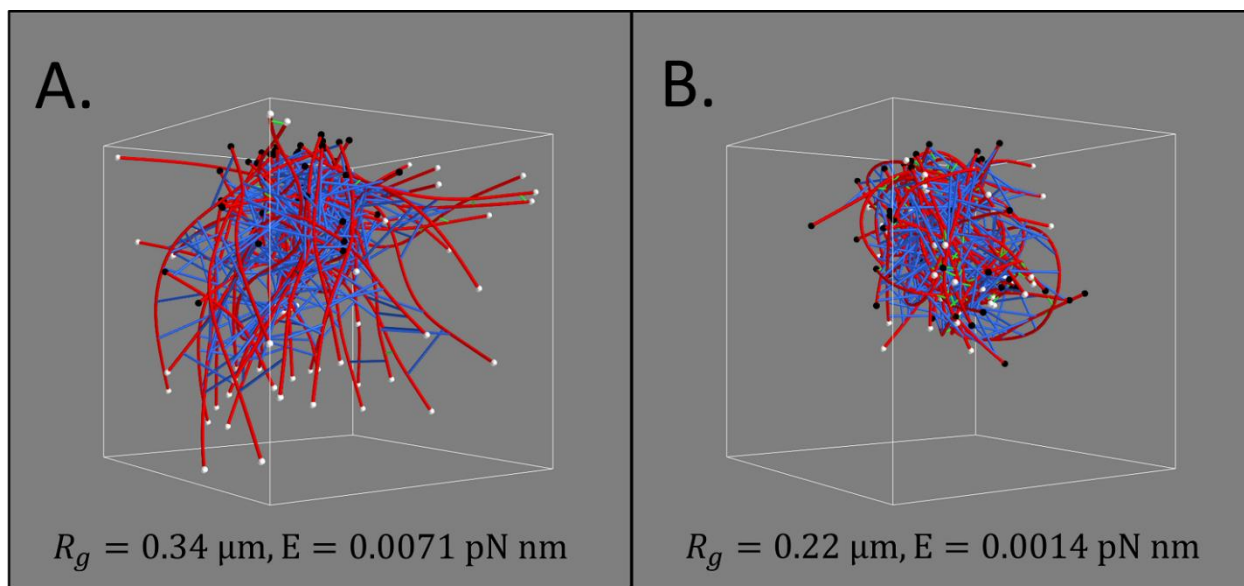 A.
B.
R_g = 0.34 μm, E = 0.0071 pN nm
R_g = 0.22 μm, E = 0.0014 pN nm